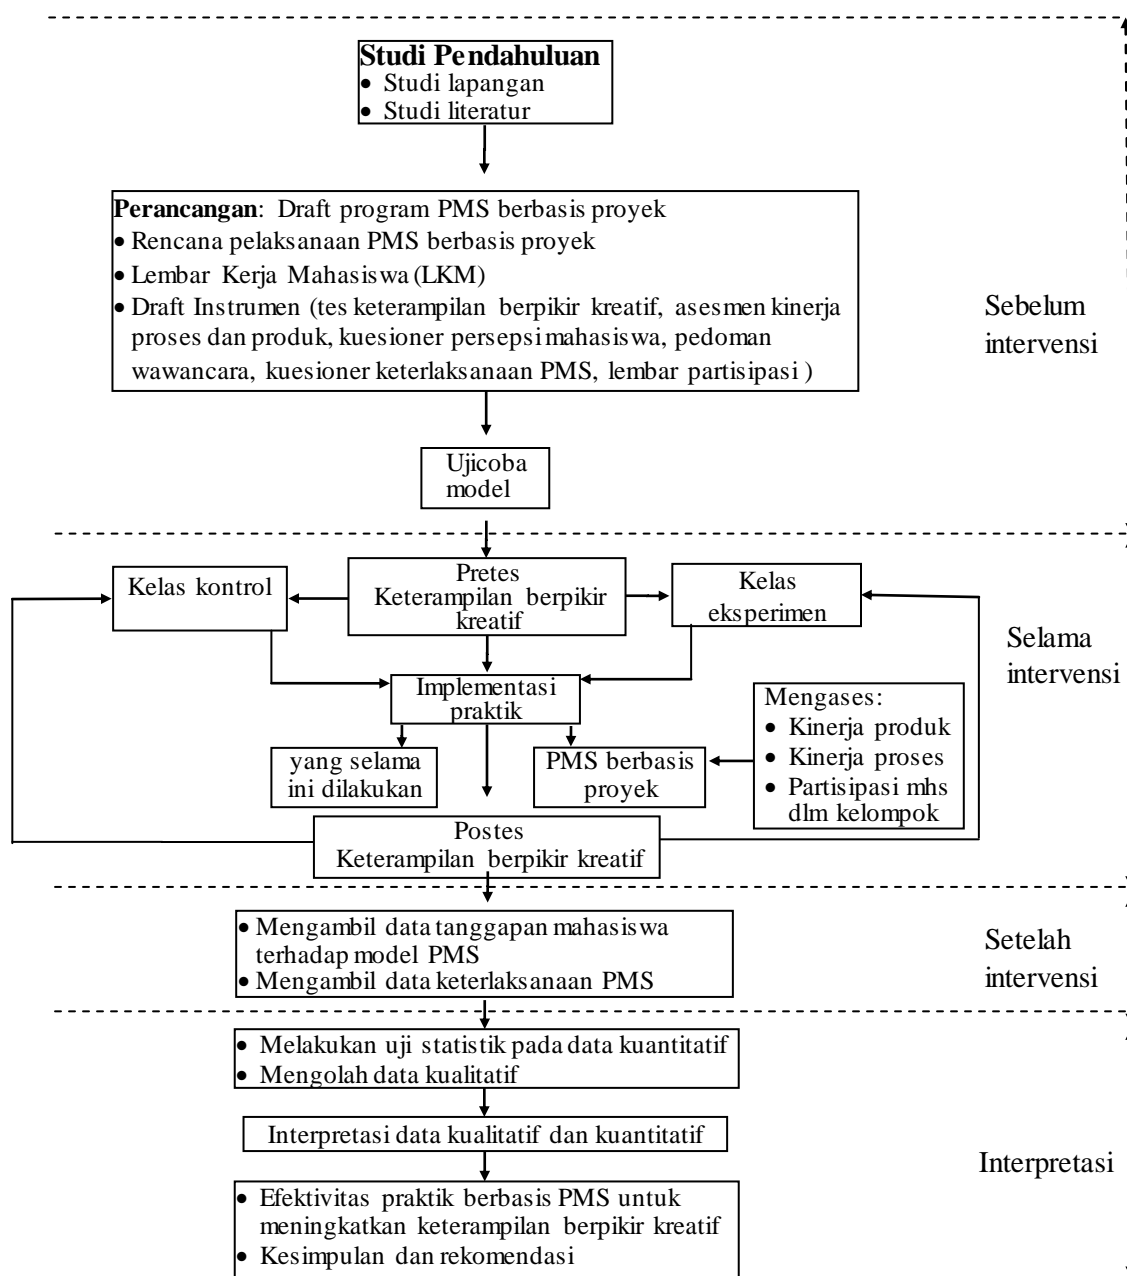 Studi Pendahuluan
• Studi lapangan
• Studi literatur
Perancangan: Draft program PMS berbasis proyek
• Rencana pelaksanaan PMS berbasis proyek
• Lembar Kerja Mahasiswa (LKM)
• Draft Instrumen (tes keterampilan berpikir kreatif, asesmen kinerja
proses dan produk, kuesioner persepsi mahasiswa, pedoman
wawancara, kuesioner keterlaksanaan PMS, lembar partisipasi )
Sebelum
intervensi
Ujicoba
model
Kelas kontrol
Pretes
Keterampilan berpikir
kreatif
Kelas
eksperimen
Selama
intervensi
Implementasi
praktik
yang selama
ini dilakukan
PMS berbasis
proyek
Mengases:
• Kinerja produk
• Kinerja proses
• Partisipasi mhs
dlm kelompok
Postes
Keterampilan berpikir kreatif
• Mengambil data tanggapan mahasiswa
terhadap model PMS
• Mengambil data keterlaksanaan PMS
Setelah
intervensi
• Melakukan uji statistik pada data kuantitatif
• Mengolah data kualitatif
Interpretasi data kualitatif dan kuantitatif
Interpretasi
• Efektivitas praktik berbasis PMS untuk
meningkatkan keterampilan berpikir kreatif
• Kesimpulan dan rekomendasi